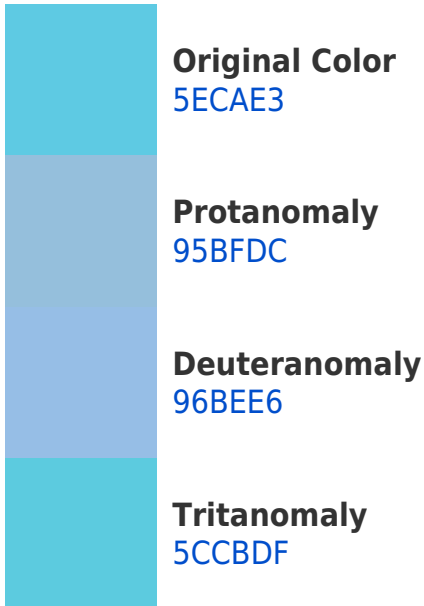 Original Color
5ECAE3
Protanomaly
95BFDC
Deuteranomaly
96BEE6
Tritanomaly
5CCBDF